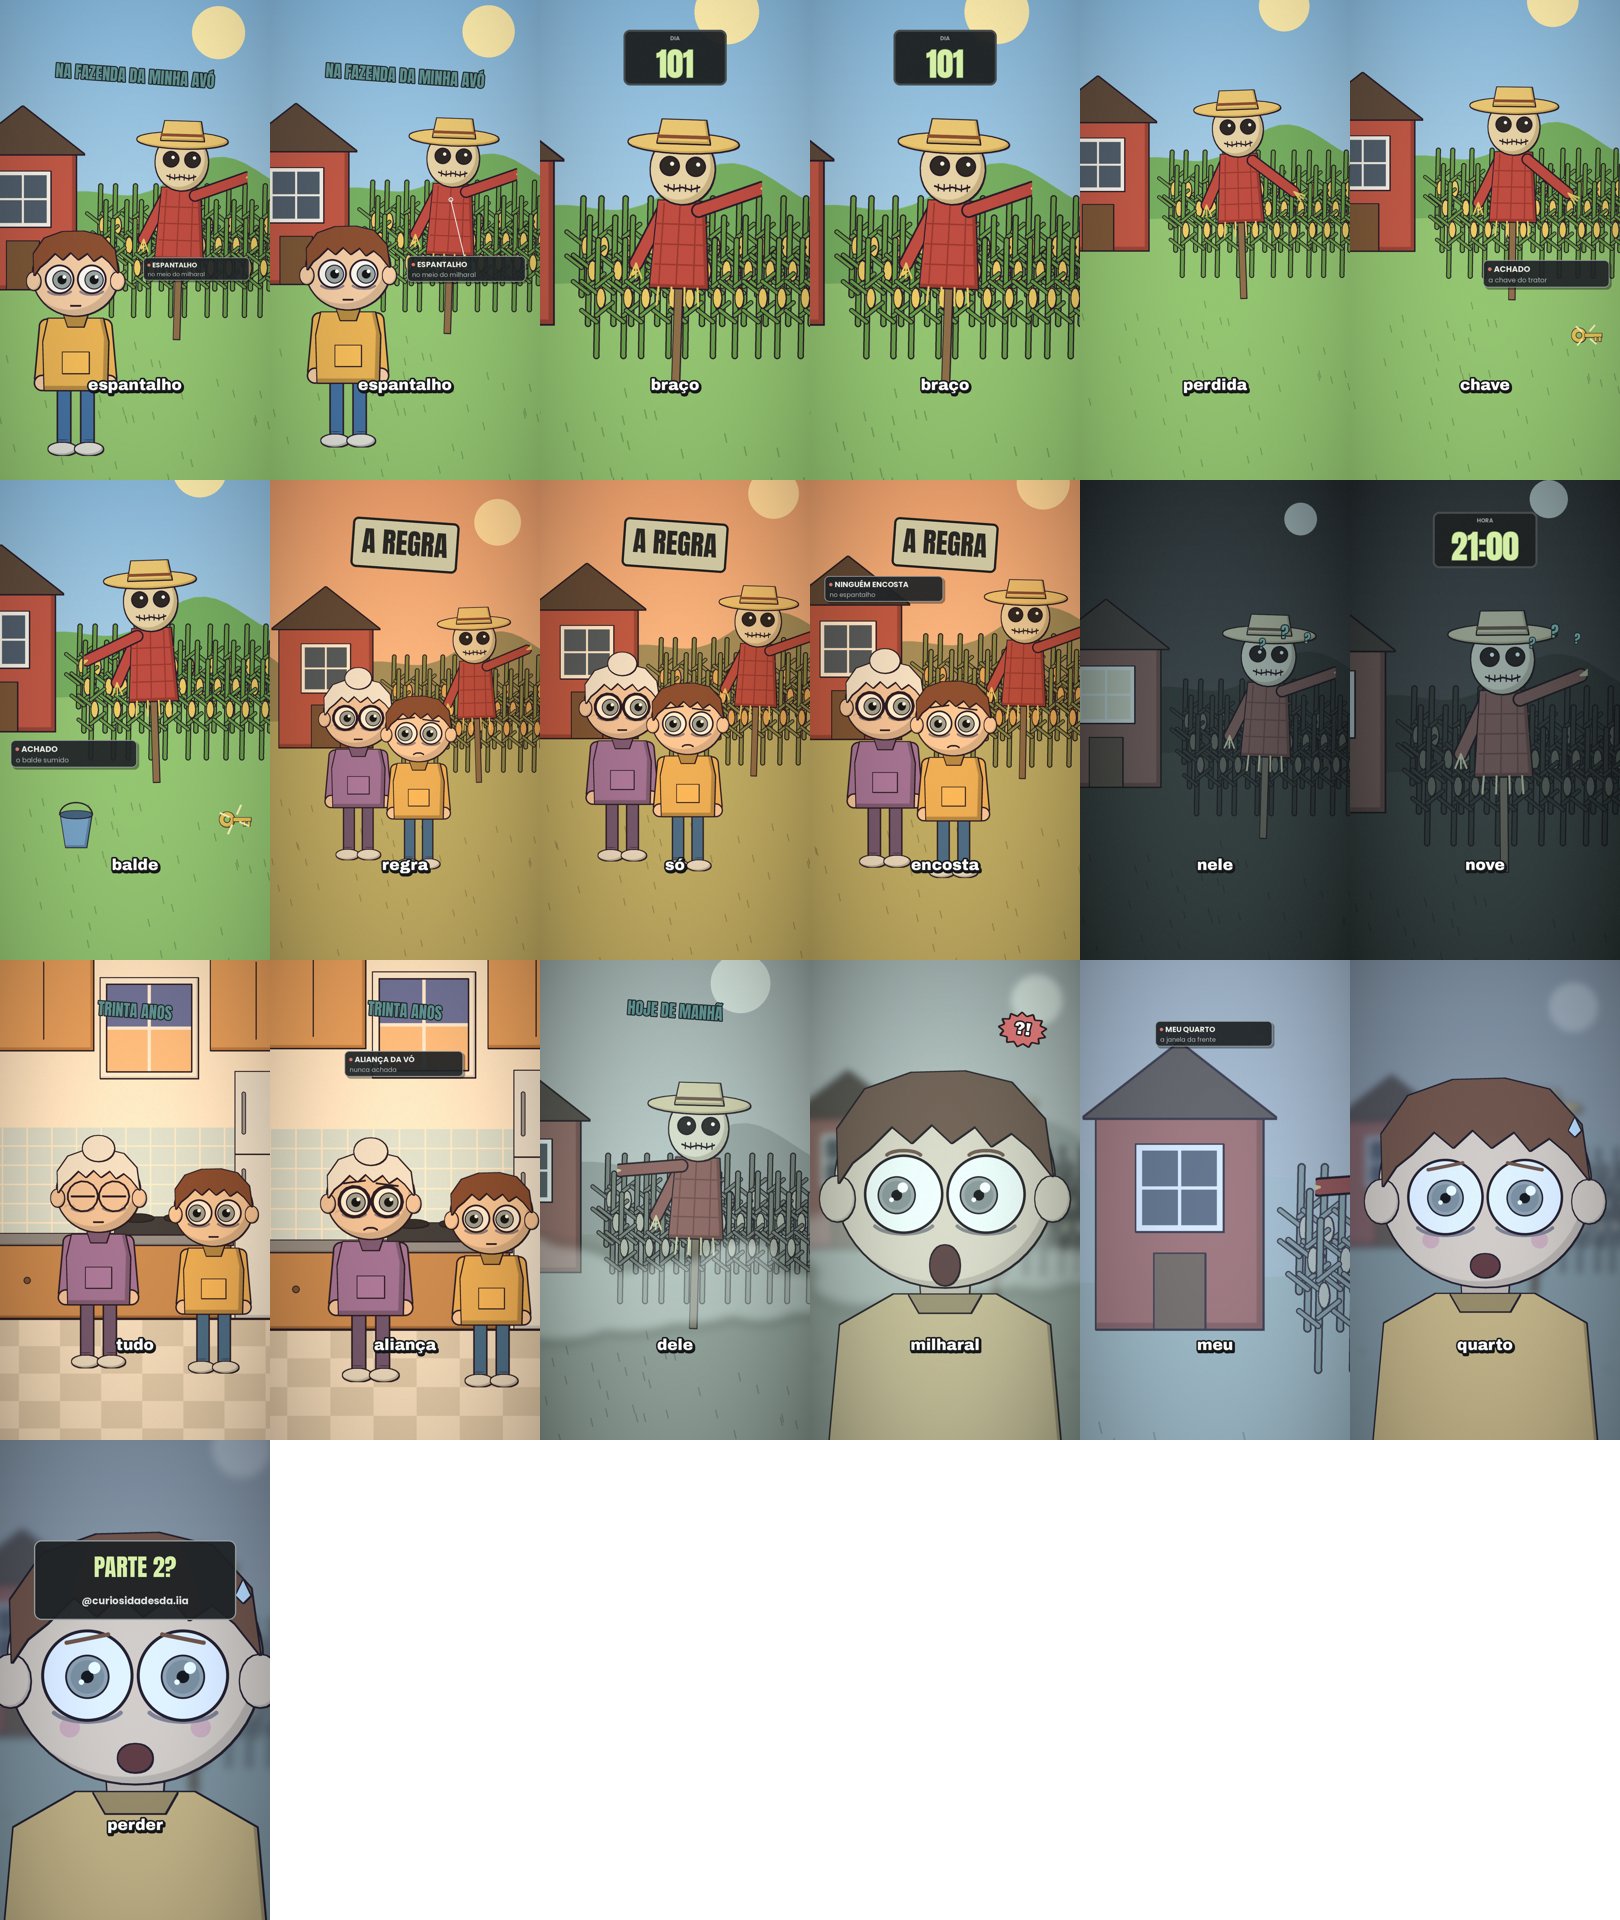 NA FAZENDA DA MINHA AVÓ
ESPANTALHO
no meio do milharal
espantalho
NA FAZENDA DA MINHA AVÓ
ESPANTALHO
no meio do milharal
espantalho
DIA
101
braço
DIA
101
braço
perdida
ACHADO
a chave do trator
chave
ACHADO
o balde sumido
balde
A REGRA
regra
A REGRA
só
A REGRA
NINGUÉM ENCOSTA
no espantalho
encosta
?
?
?
nele
HORA
21:00
?
?
?
nove
TRINTA ANOS
tudo
TRINTA ANOS
ALIANÇA DA VÓ
nunca achada
aliança
HOJE DE MANHÃ
dele
?!
milharal
MEU QUARTO
a janela da frente
meu
quarto
PARTE 2?
@curiosidadesda.iia
perder